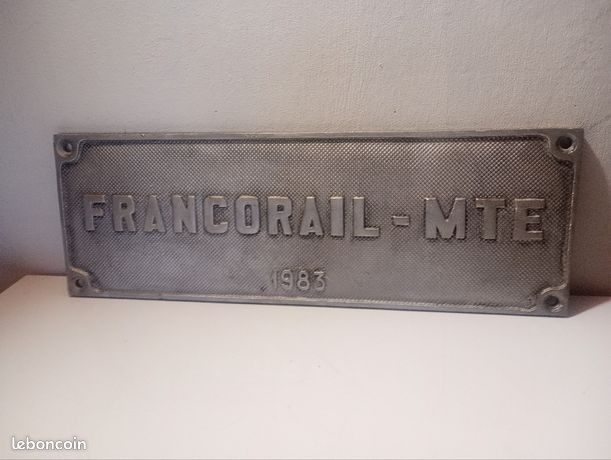 FRANCORAIL - MTE
1983
leboncoin